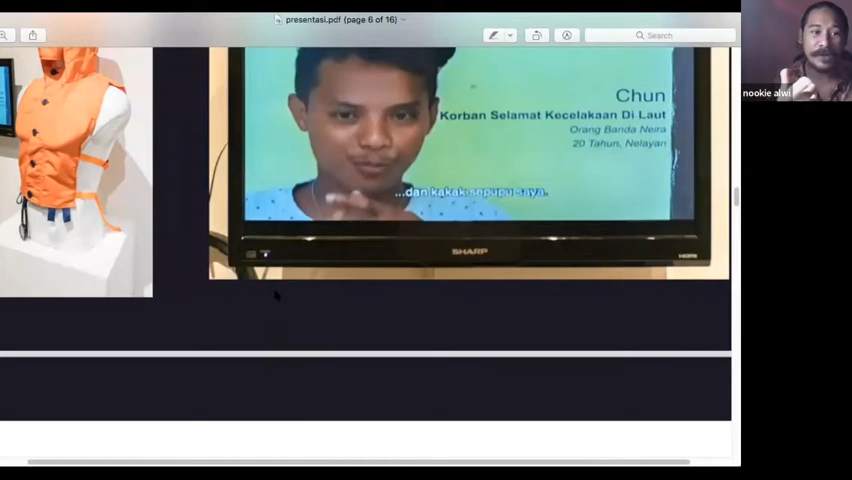 presentasi.pdf (page 6 of 16)
Search
nookie alwi
Chun
Korban Selamat Kecelakaan Di Laut
Orang Banda Neira
20 Tahun, Nelayan
...dan kakak sepupu saya.
SHARP
HDMI